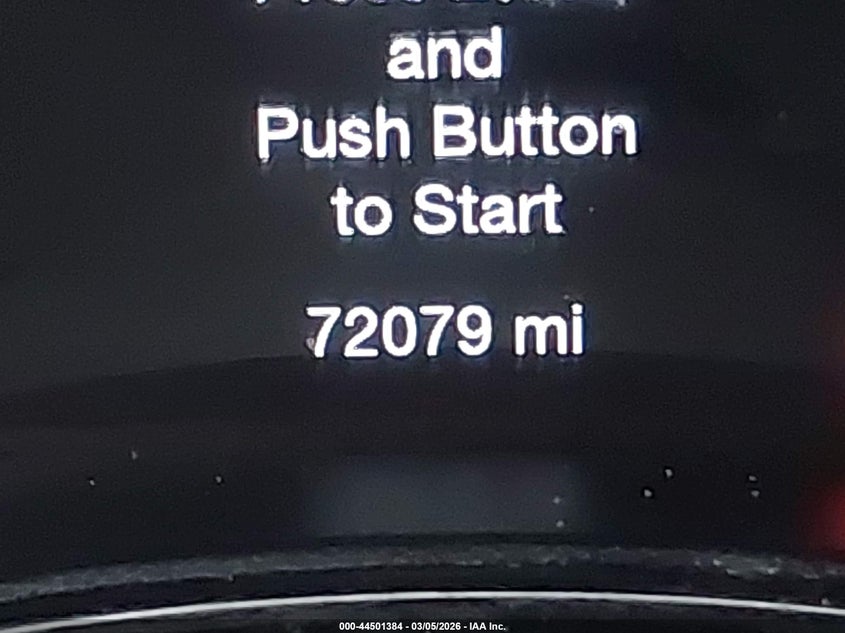 and
Push Button
to Start
72079 mi
000-44501384 - 03/05/2026 - IAA Inc.